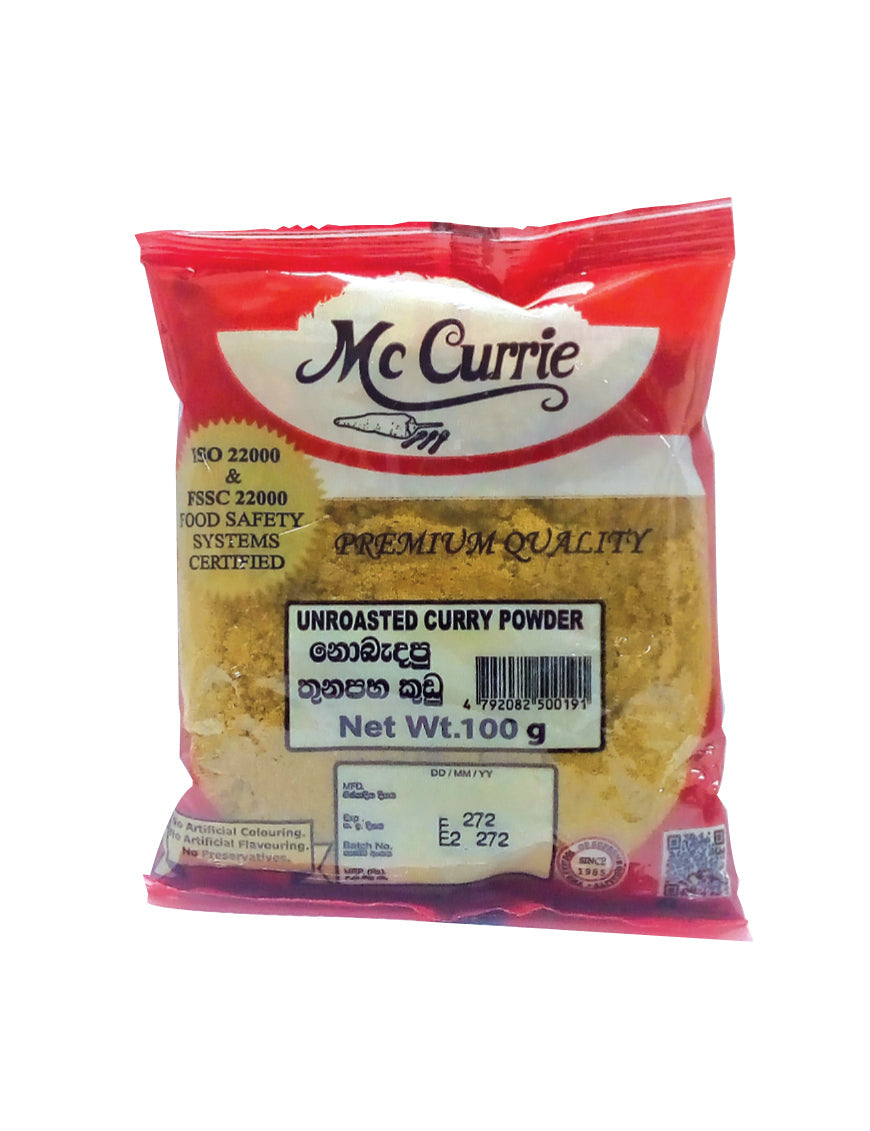 Mc Currie
ISO 22000
&
FSSC 22000
FOOD SAFETY
SYSTEMS
CERTIFIED
PREMIUM QUALITY
UNROASTED CURRY POWDER
නොබැදපු
තුනපහ කුඩු
4 792082 500191
Net Wt.100 g
DD / MM / YY
MFD.
E 272
Batch No.
E2 272
MRP. (Rs).
No Artificial Colouring.
No Artificial Flavouring.
No Preservatives.
SINCE
1985